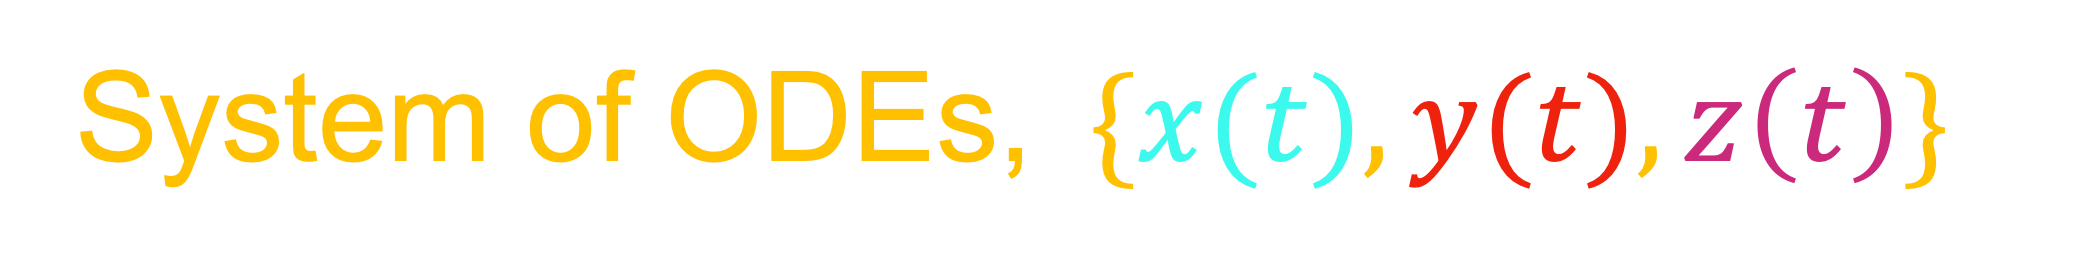 System of ODEs, {x(t), y(t), z(t)}